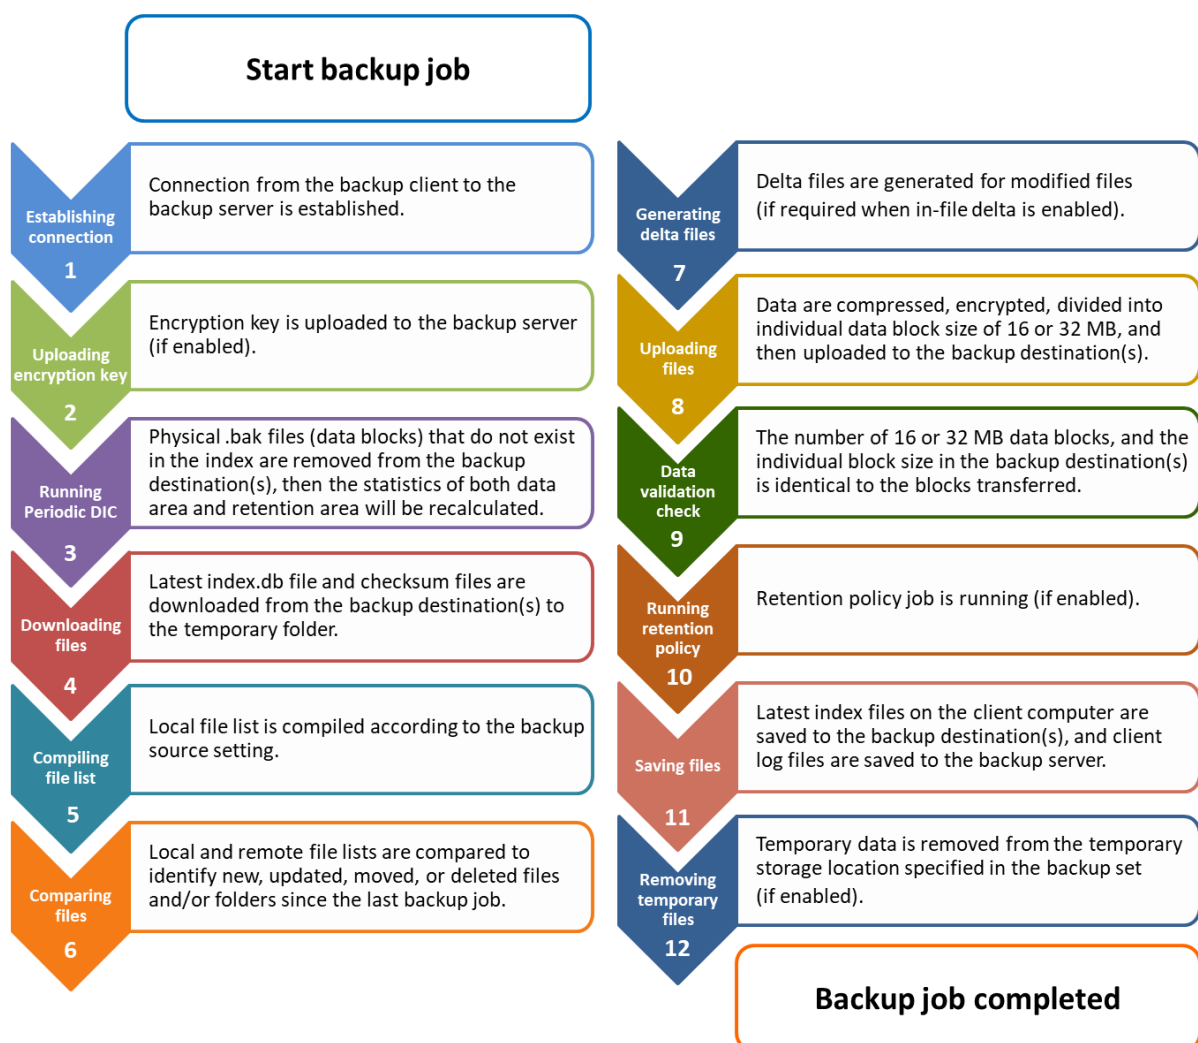 Start backup job
Establishing
connection
1
Connection from the backup client to the
backup server is established.
Uploading
encryption key
2
Encryption key is uploaded to the backup server
(if enabled).
Running
Periodic DIC
3
Physical .bak files (data blocks) that do not exist
in the index are removed from the backup
destination(s), then the statistics of both data
area and retention area will be recalculated.
Downloading
files
4
Latest index.db file and checksum files are
downloaded from the backup destination(s) to
the temporary folder.
Compiling
file list
5
Local file list is compiled according to the backup
source setting.
Comparing
files
6
Local and remote file lists are compared to
identify new, updated, moved, or deleted files
and/or folders since the last backup job.
Generating
delta files
7
Delta files are generated for modified files
(if required when in-file delta is enabled).
Uploading
files
8
Data are compressed, encrypted, divided into
individual data block size of 16 or 32 MB, and
then uploaded to the backup destination(s).
Data
validation
check
9
The number of 16 or 32 MB data blocks, and the
individual block size in the backup destination(s)
is identical to the blocks transferred.
Running
retention
policy
10
Retention policy job is running (if enabled).
Saving files
11
Latest index files on the client computer are
saved to the backup destination(s), and client
log files are saved to the backup server.
Removing
temporary
files
12
Temporary data is removed from the temporary
storage location specified in the backup set
(if enabled).
Backup job completed